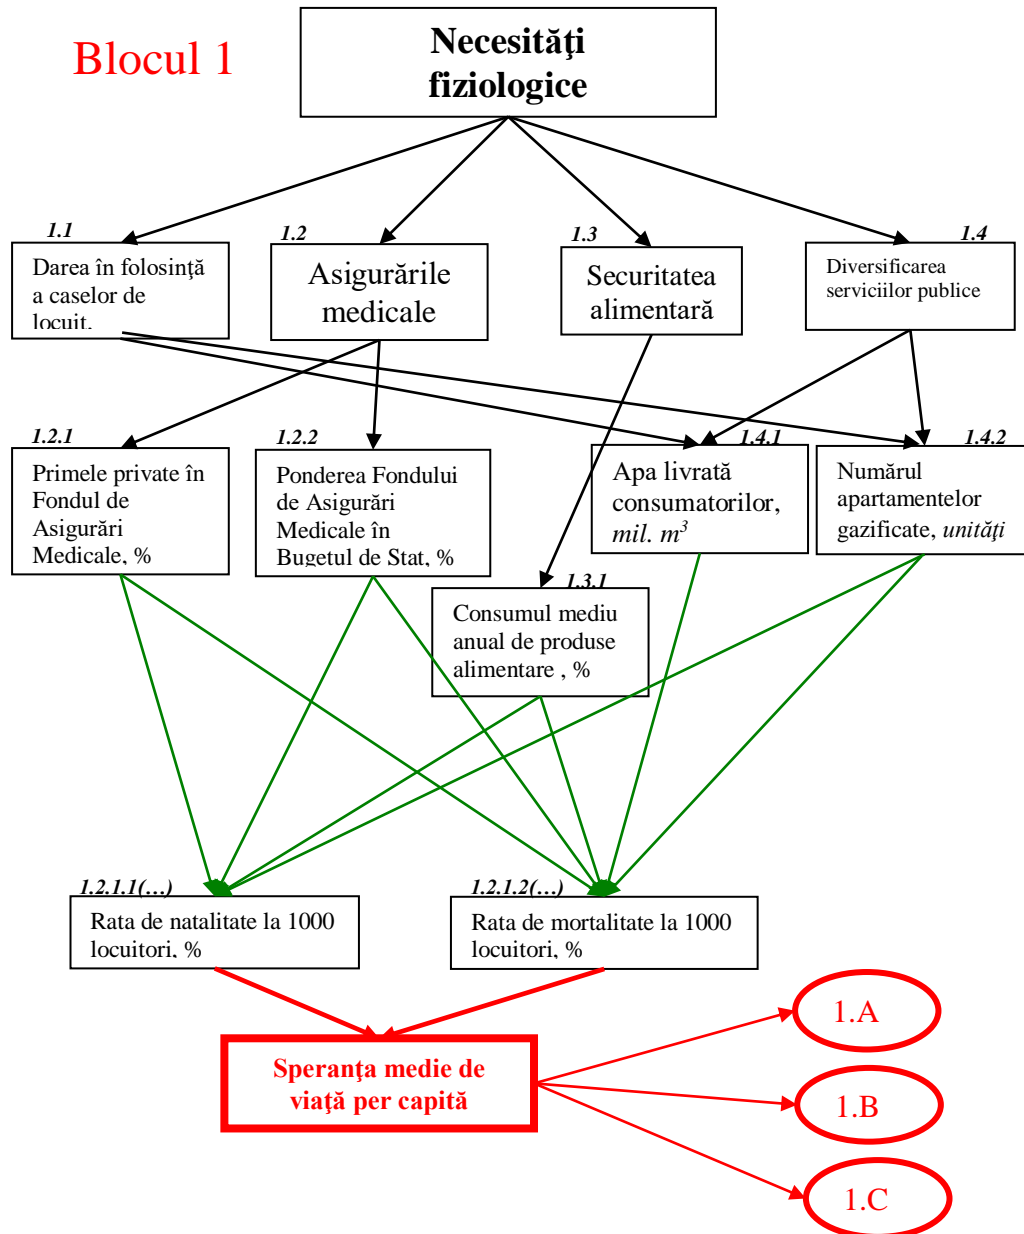 Blocul 1
Necesităţi
fiziologice
1.1
Darea în folosinţă
a caselor de
locuit,
1.2
Asigurările
medicale
1.3
Securitatea
alimentară
1.4
Diversificarea
serviciilor publice
1.2.1
Primele private în
Fondul de
Asigurări
Medicale, %
1.2.2
Ponderea Fondului
de Asigurări
Medicale în
Bugetul de Stat, %
1.4.1
Apa livrată
consumatorilor,
mil. m³
1.4.2
Numărul
apartamentelor
gazificate, unităţi
1.3.1
Consumul mediu
anual de produse
alimentare , %
1.2.1.1(…)
Rata de natalitate la 1000
locuitori, %
1.2.1.2(…)
Rata de mortalitate la 1000
locuitori, %
Speranţa medie de
viaţă per capită
1.A
1.B
1.C